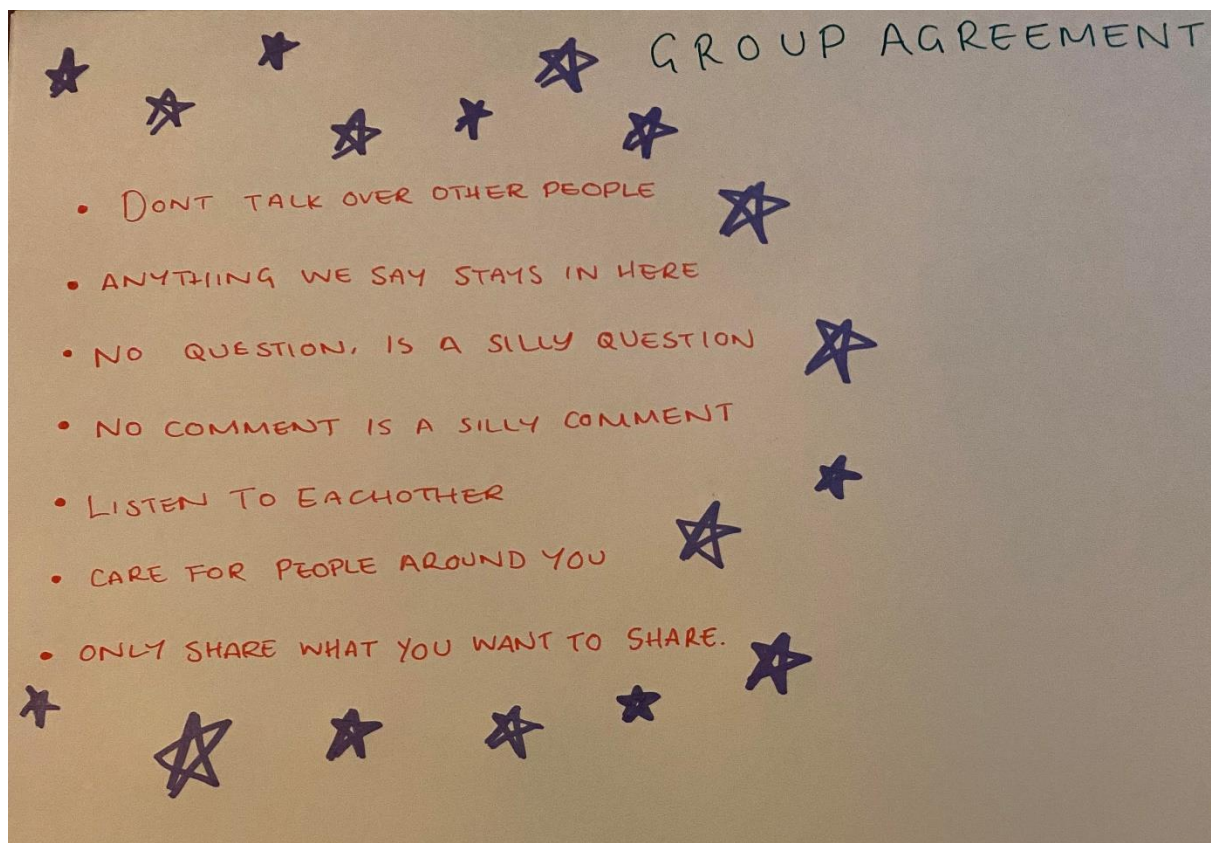 GROUP AGREEMENT
• DONT TALK OVER OTHER PEOPLE
• ANYTHING WE SAY STAYS IN HERE
• NO QUESTION, IS A SILLY QUESTION
• NO COMMENT IS A SILLY COMMENT
• LISTEN TO EACHOTHER
• CARE FOR PEOPLE AROUND YOU
• ONLY SHARE WHAT YOU WANT TO SHARE.